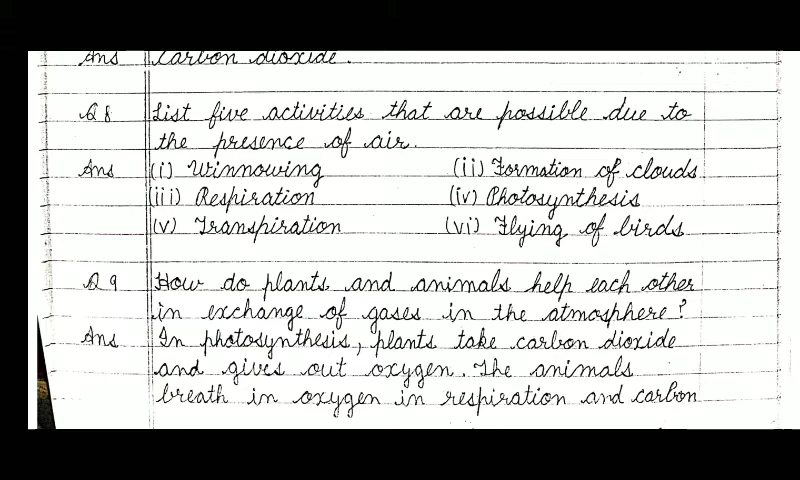 Ans Carbon dioxide.
Q 8 List five activities that are possible due to
the presence of air.
Ans (i) Winnowing (ii) Formation of clouds
(iii) Respiration (iv) Photosynthesis
(v) Transpiration (vi) Flying of birds
Q 9 How do plants and animals help each other
in exchange of gases in the atmosphere?
Ans In photosynthesis, plants take carbon dioxide
and gives out oxygen. The animals
breath in oxygen in respiration and carbon